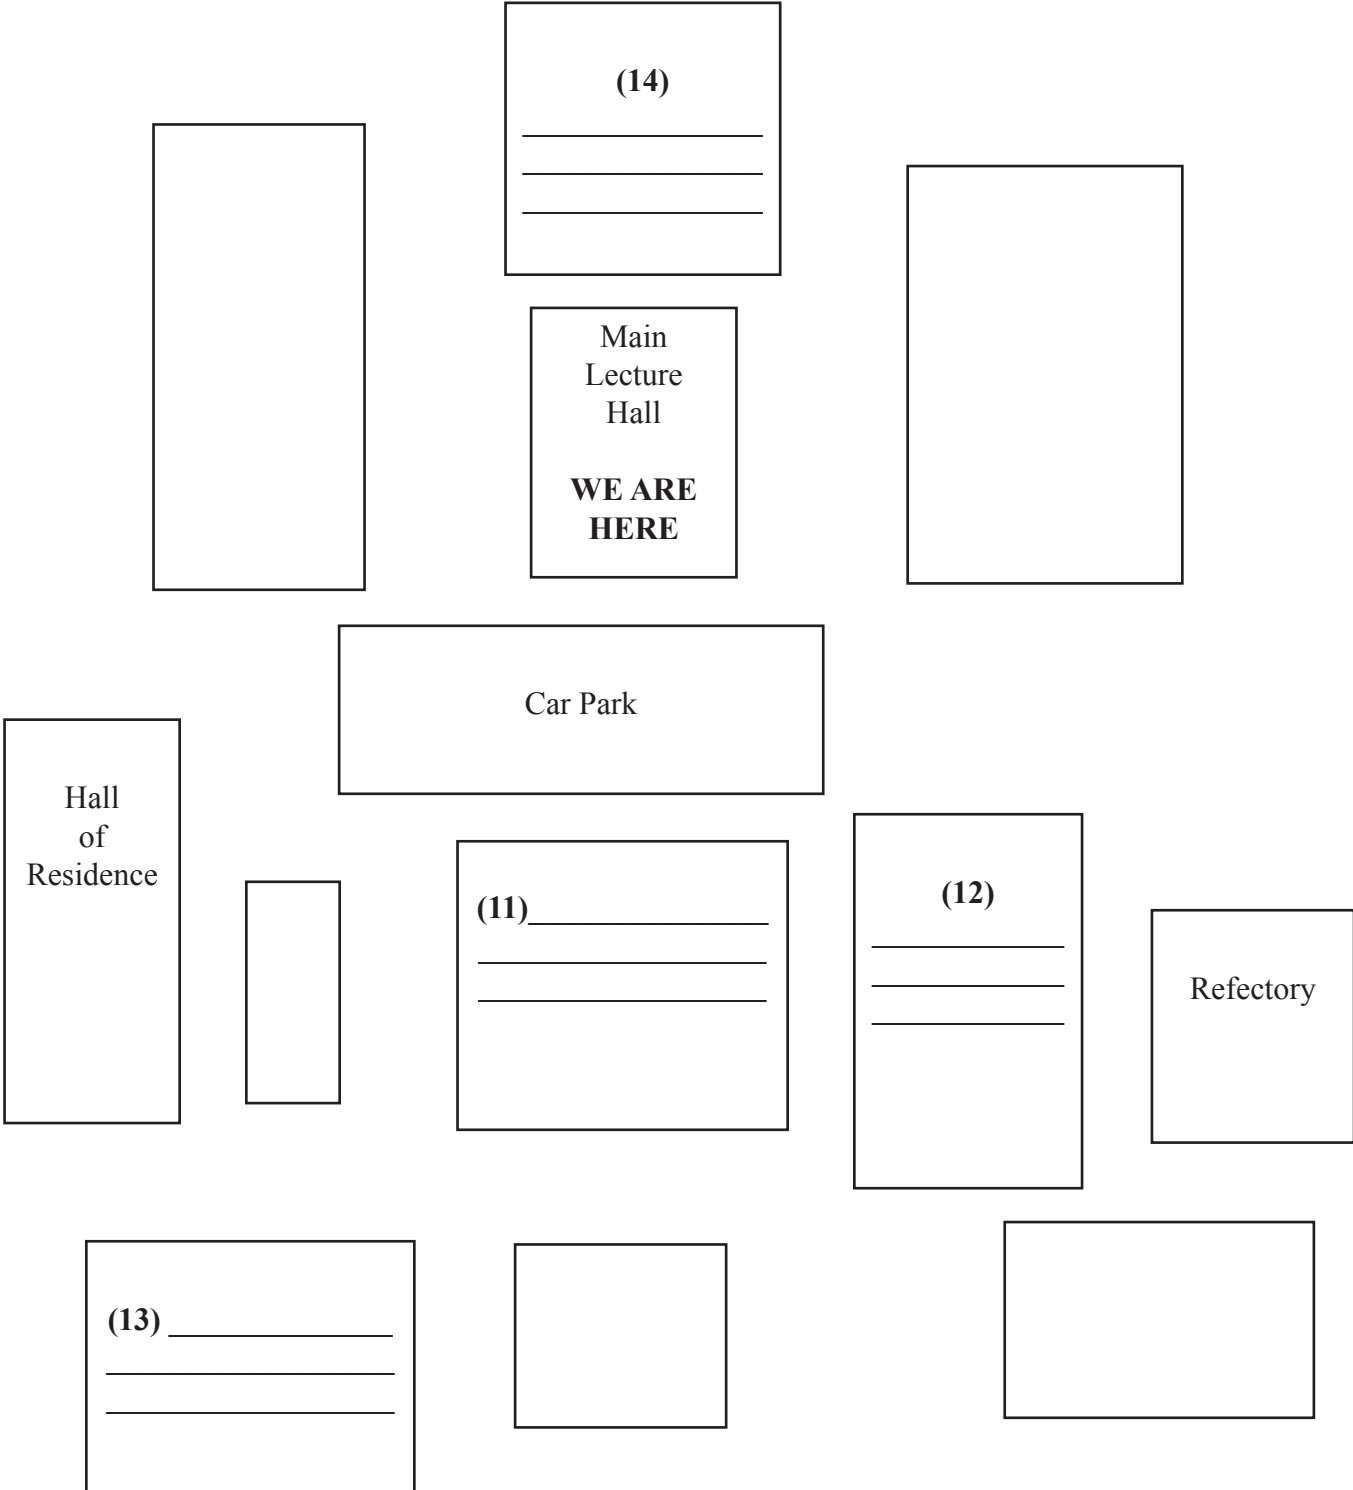 (14)
Main
Lecture
Hall
WE ARE
HERE
Car Park
Hall
of
Residence
(11)
(12)
Refectory
(13)